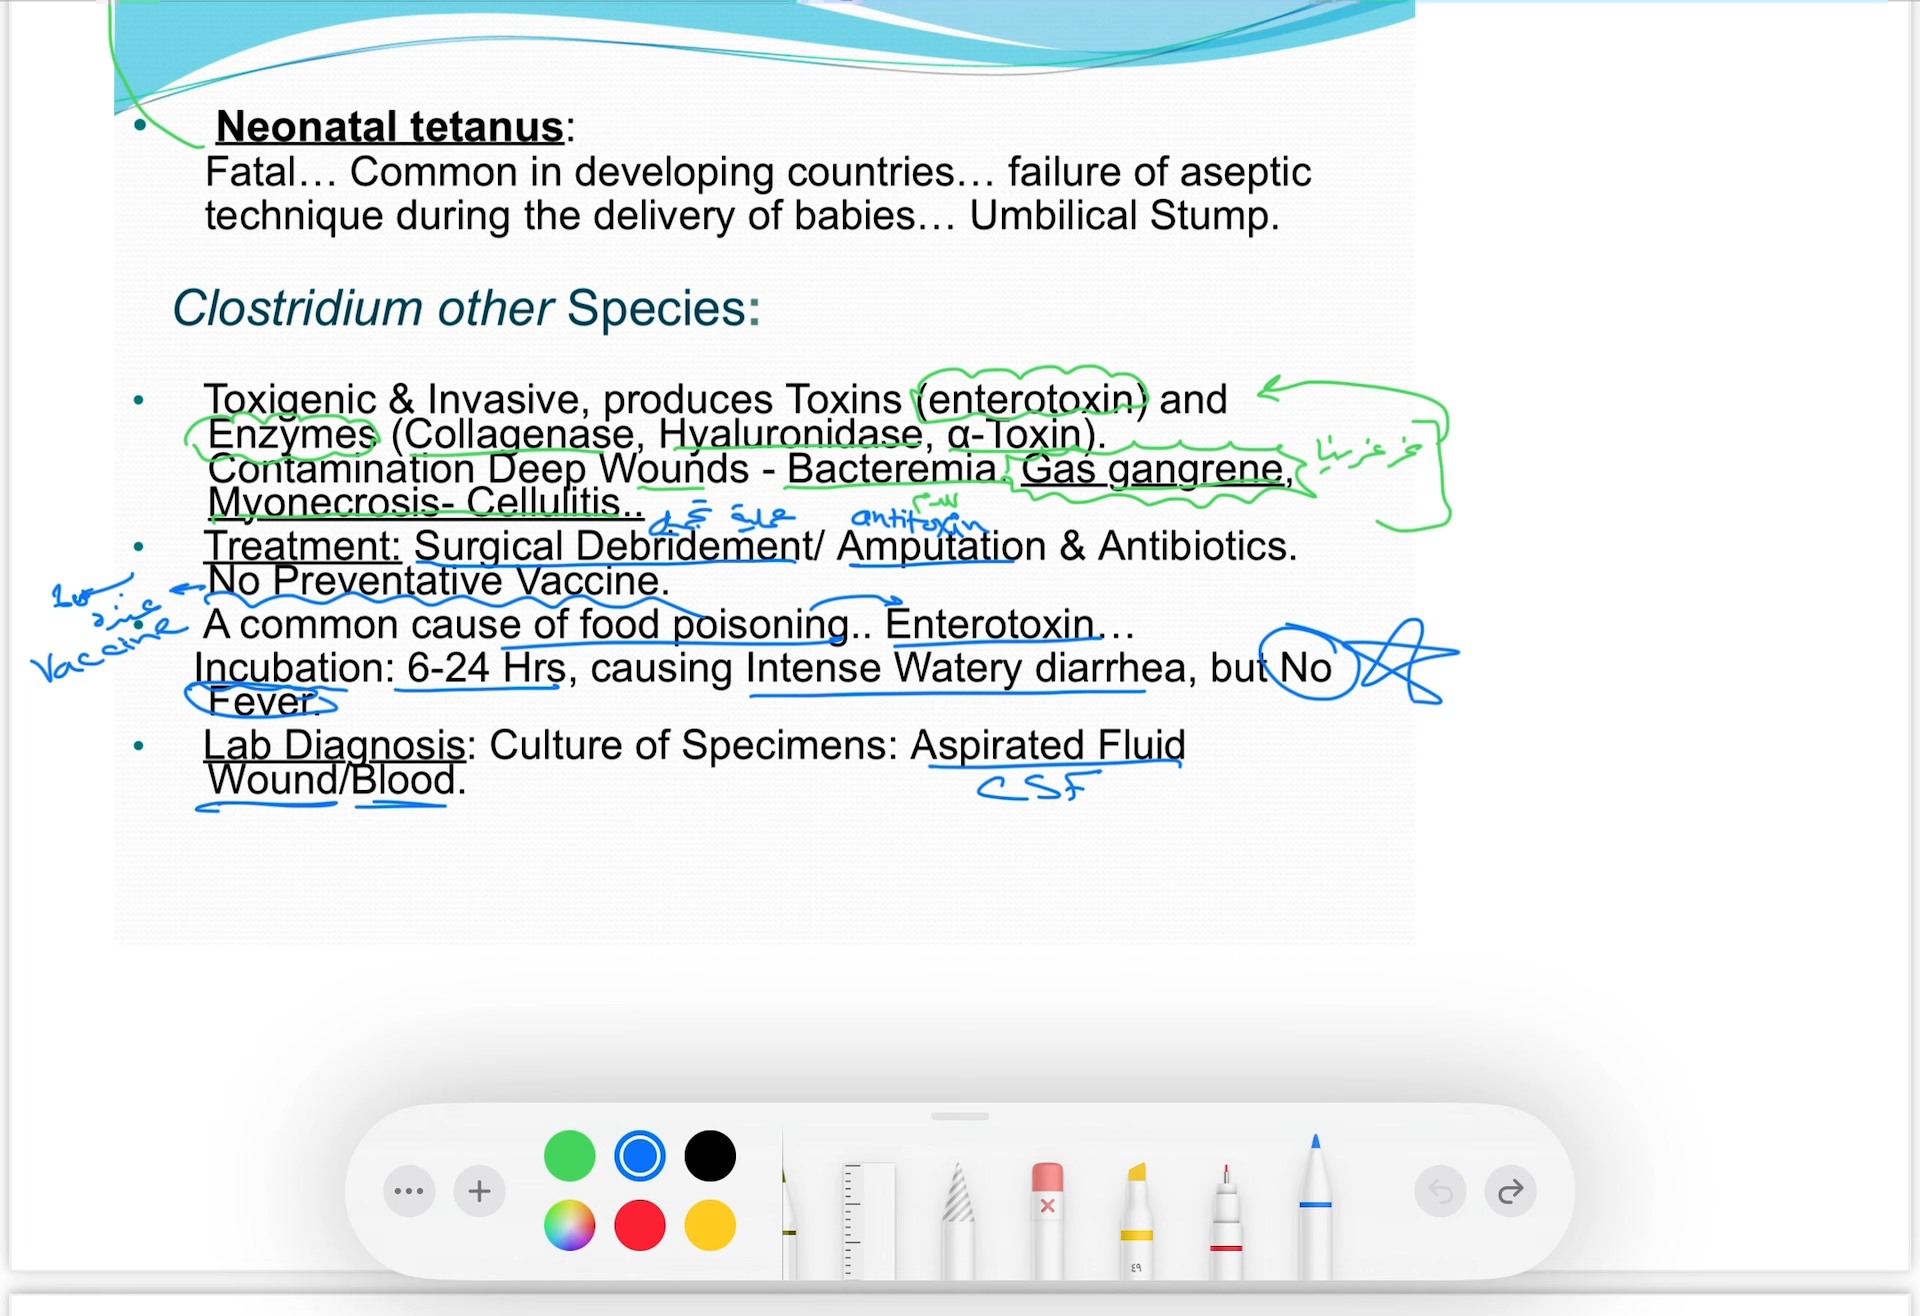 Neonatal tetanus:
Fatal… Common in developing countries… failure of aseptic
technique during the delivery of babies… Umbilical Stump.
Clostridium other Species:
Toxigenic & Invasive, produces Toxins (enterotoxin) and
Enzymes (Collagenase, Hyaluronidase, α-Toxin).
غرغرينا
Contamination Deep Wounds - Bacteremia. Gas gangrene,
Myonecrosis- Cellulitis..
antitoxin
Treatment: Surgical Debridement/ Amputation & Antibiotics.
No Preventative Vaccine.
Vaccine
A common cause of food poisoning.. Enterotoxin…
Incubation: 6-24 Hrs, causing Intense Watery diarrhea, but No
Fever.
Lab Diagnosis: Culture of Specimens: Aspirated Fluid
CSF
Wound/Blood.
٤٩